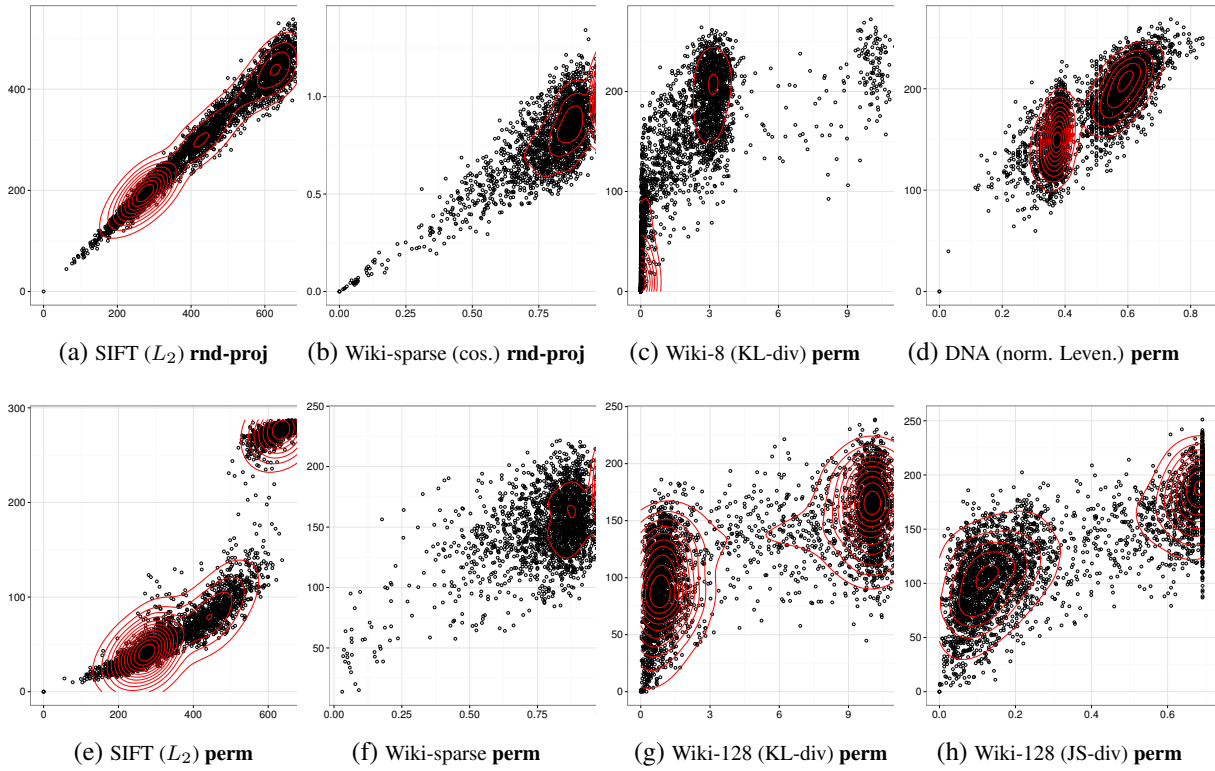 400
200
0
0 200 400 600
(a) SIFT (L2) rnd-proj
1.0
0.5
0.0
0.00 0.25 0.50 0.75
(b) Wiki-sparse (cos.) rnd-proj
200
100
0
0 3 6 9
(c) Wiki-8 (KL-div) perm
200
100
0
0.0 0.2 0.4 0.6 0.8
(d) DNA (norm. Leven.) perm
300
200
100
0
0 200 400 600
(e) SIFT (L2) perm
250
200
150
100
50
0.00 0.25 0.50 0.75
(f) Wiki-sparse perm
250
200
150
100
50
0
0 3 6 9
(g) Wiki-128 (KL-div) perm
250
200
150
100
50
0
0.0 0.2 0.4 0.6
(h) Wiki-128 (JS-div) perm